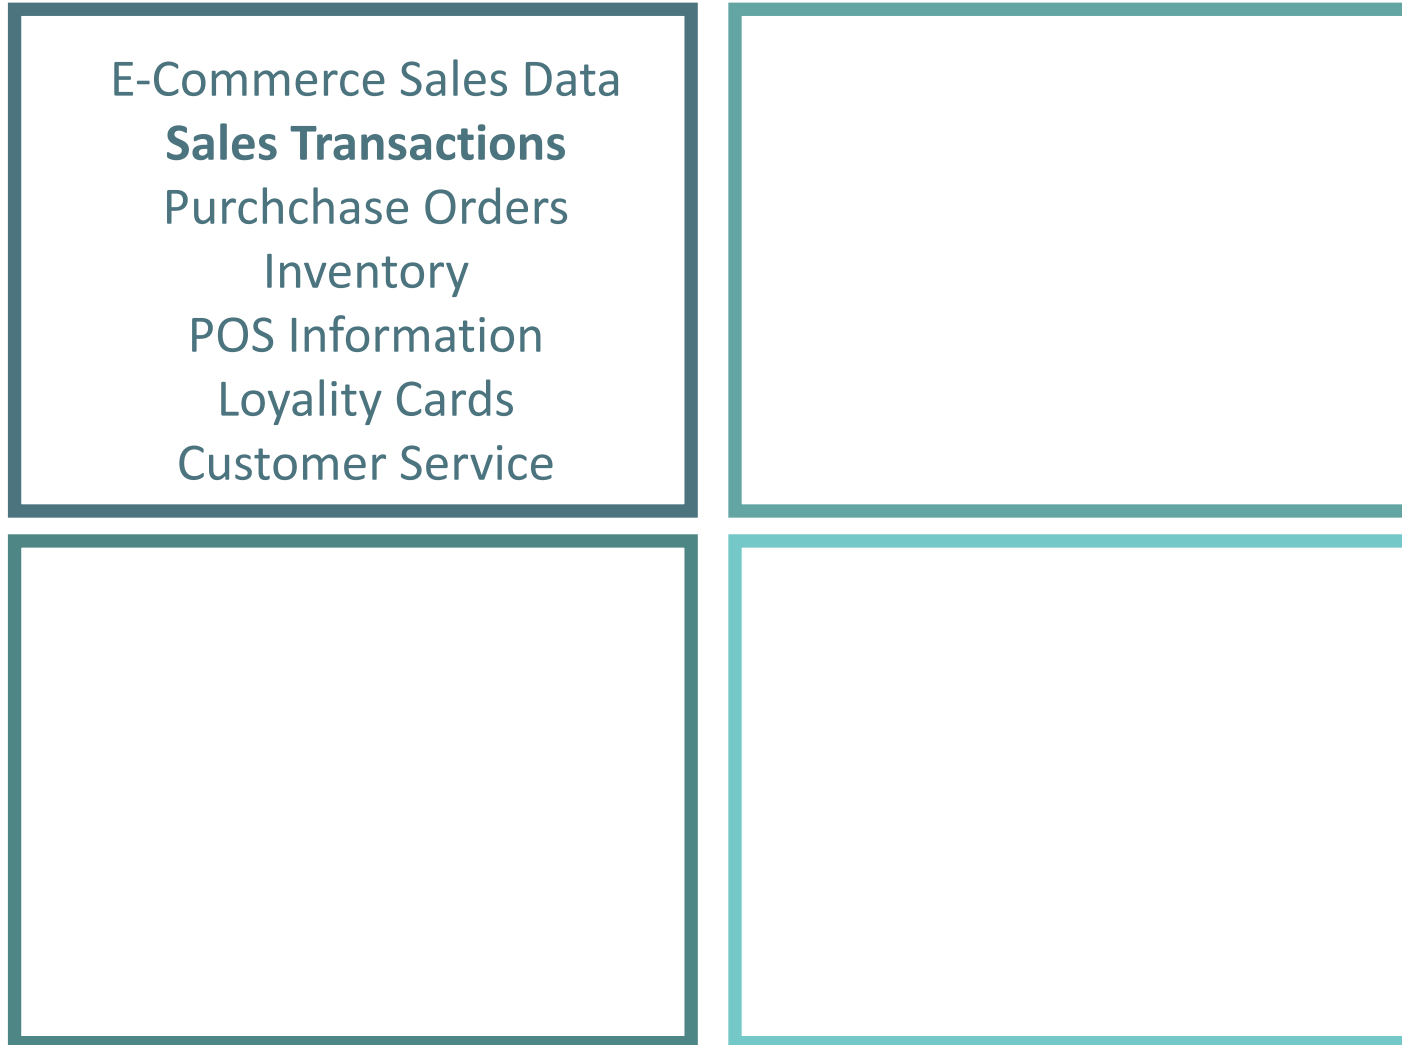 E-Commerce Sales Data
Sales Transactions
Purchchase Orders
Inventory
POS Information
Loyality Cards
Customer Service